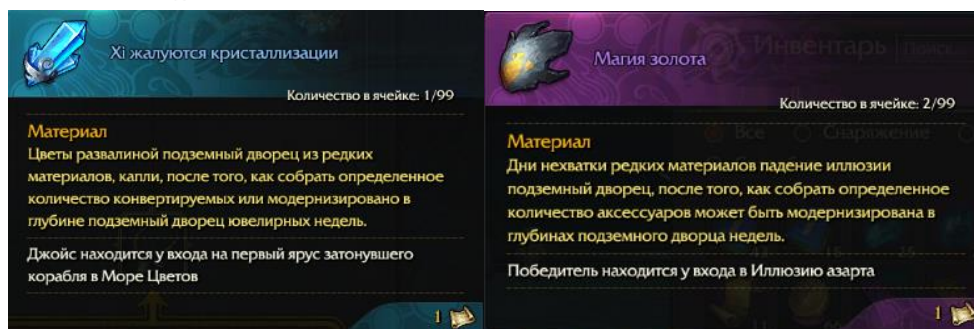 Xi жалуются кристаллизации
Количество в ячейке: 1/99
Материал
Цветы развалиной подземный дворец из редких
материалов, капли, после того, как собрать определенное
количество конвертируемых или модернизировано в
глубине подземный дворец ювелирных недель.
Джойс находится у входа на первый ярус затонувшего
корабля в Море Цветов
1
Инвентарь
Поиск...
Магия золота
Количество в ячейке: 2/99
Все
Снаряжение
Материал
Дни нехватки редких материалов падение иллюзии
подземный дворец, после того, как собрать определенное
количество аксессуаров может быть модернизирована в
глубинах подземного дворца недель.
Победитель находится у входа в Иллюзию азарта
1